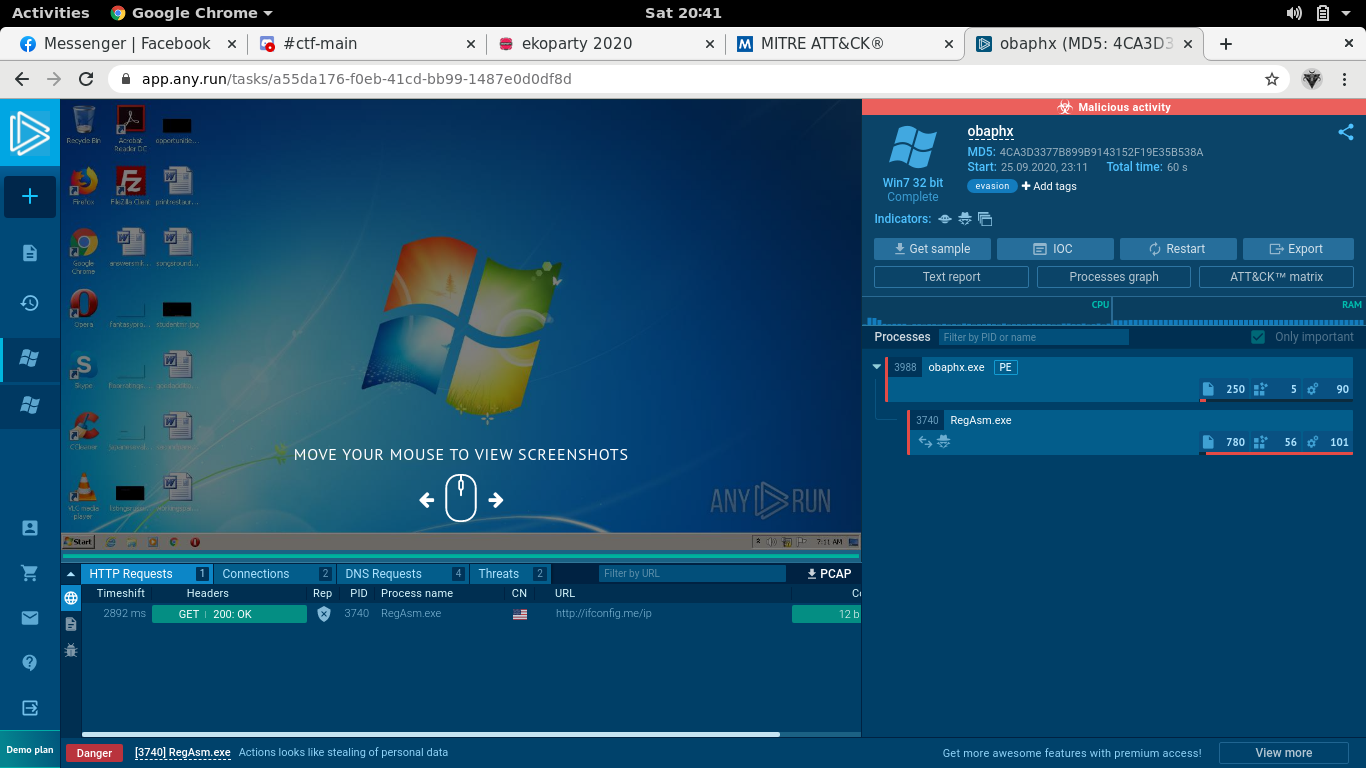 Activities Google Chrome Sat 20:41
Messenger | Facebook #ctf-main ekoparty 2020 MITRE ATT&CK® obaphx (MD5: 4CA3D3
app.any.run/tasks/a55da176-f0eb-41cd-bb99-1487e0d0df8d
Malicious activity
obaphx
MD5: 4CA3D3377B899B9143152F19E35B538A
Start: 25.09.2020, 23:11 Total time: 60 s
Win7 32 bit
Complete
evasion Add tags
Indicators:
Get sample IOC Restart Export
Text report Processes graph ATT&CK™ matrix
CPU RAM
Processes Filter by PID or name Only important
3988 obaphx.exe PE
250 5 90
3740 RegAsm.exe
780 56 101
Recycle Bin Acrobat Reader DC opportunitie...
Firefox FileZilla Client printrestaur...
Google Chrome answersmit... songsround...
Opera fantasypro... studentnr.jpg
Skype
CCleaner
VLC media player
MOVE YOUR MOUSE TO VIEW SCREENSHOTS
ANY RUN
Start 7:11 AM
HTTP Requests 1 Connections 2 DNS Requests 4 Threats 2 Filter by URL PCAP
Timeshift Headers Rep PID Process name CN URL Co
2892 ms GET 200: OK 3740 RegAsm.exe http://ifconfig.me/ip 12 b
Demo plan
Danger [3740] RegAsm.exe Actions looks like stealing of personal data
Get more awesome features with premium access! View more